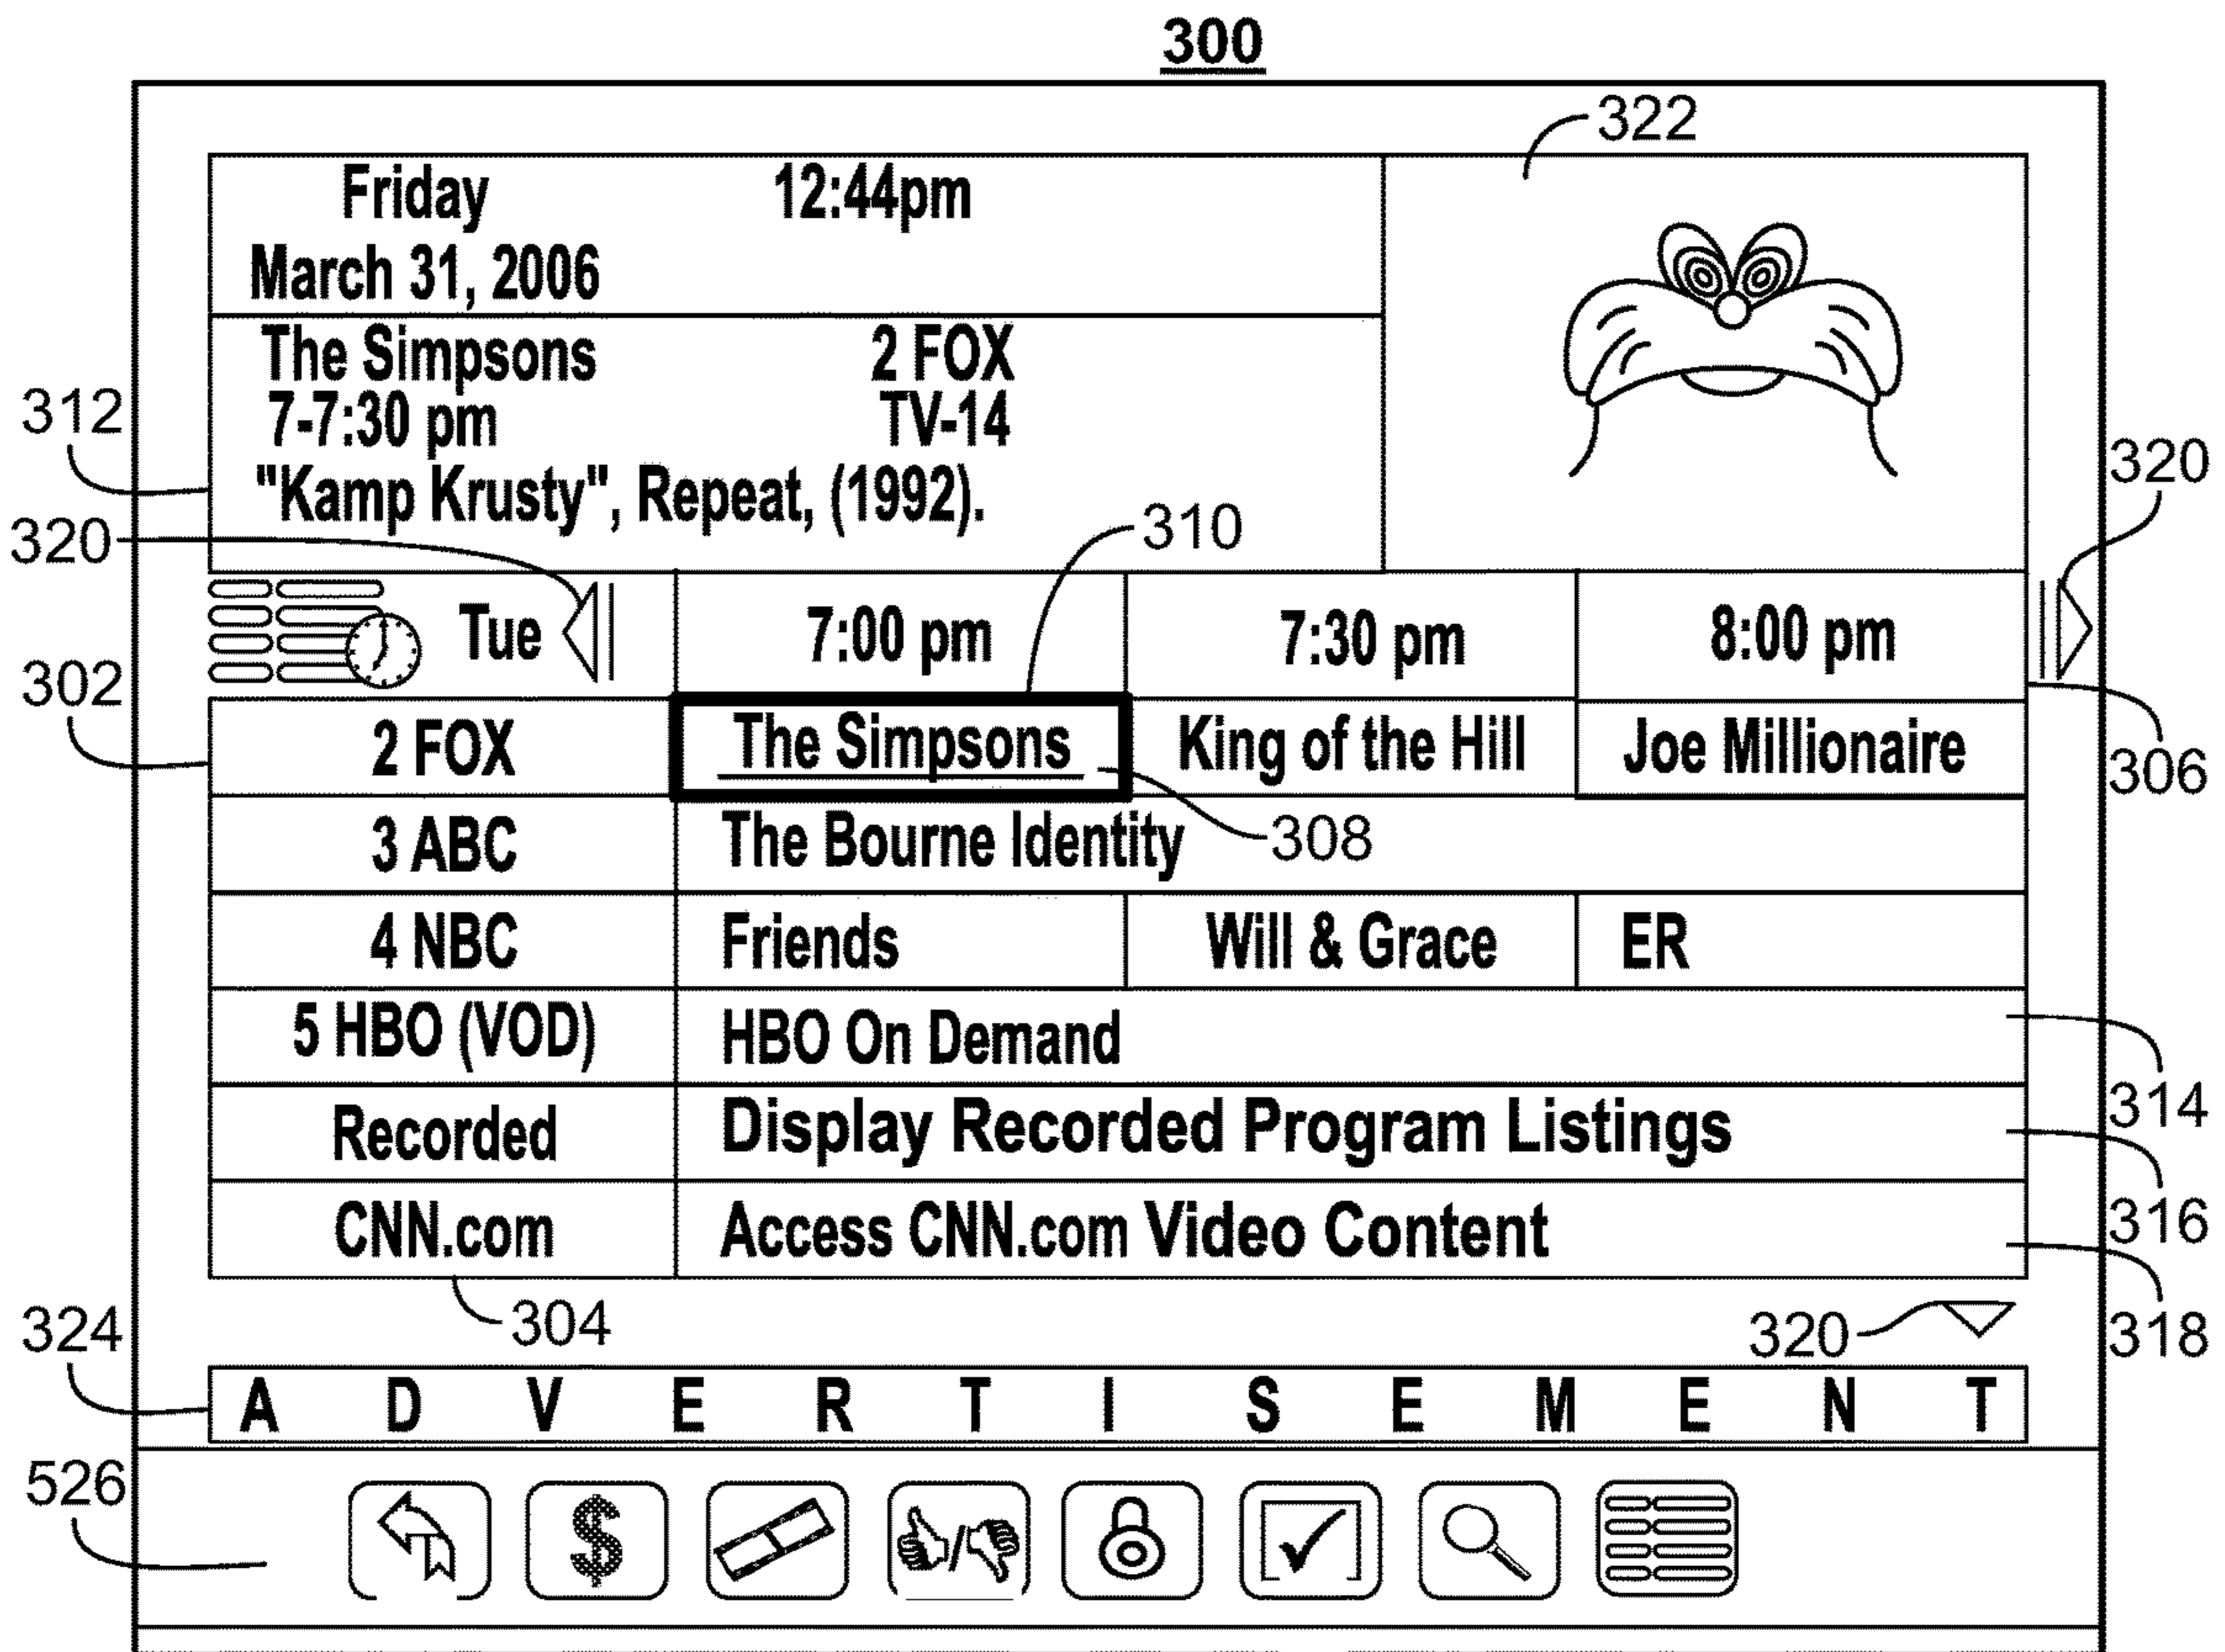 300
322
Friday 12:44pm
March 31, 2006
The Simpsons 2 FOX
312
7-7:30 pm TV-14
320
"Kamp Krusty", Repeat, (1992).
310
320
Tue 7:00 pm 7:30 pm 8:00 pm
302
2 FOX The Simpsons King of the Hill Joe Millionaire
306
3 ABC The Bourne Identity 308
4 NBC Friends Will & Grace ER
5 HBO (VOD) HBO On Demand
314
Recorded Display Recorded Program Listings
316
CNN.com Access CNN.com Video Content
304
324
320
318
A D V E R T I S E M E N T
526
$